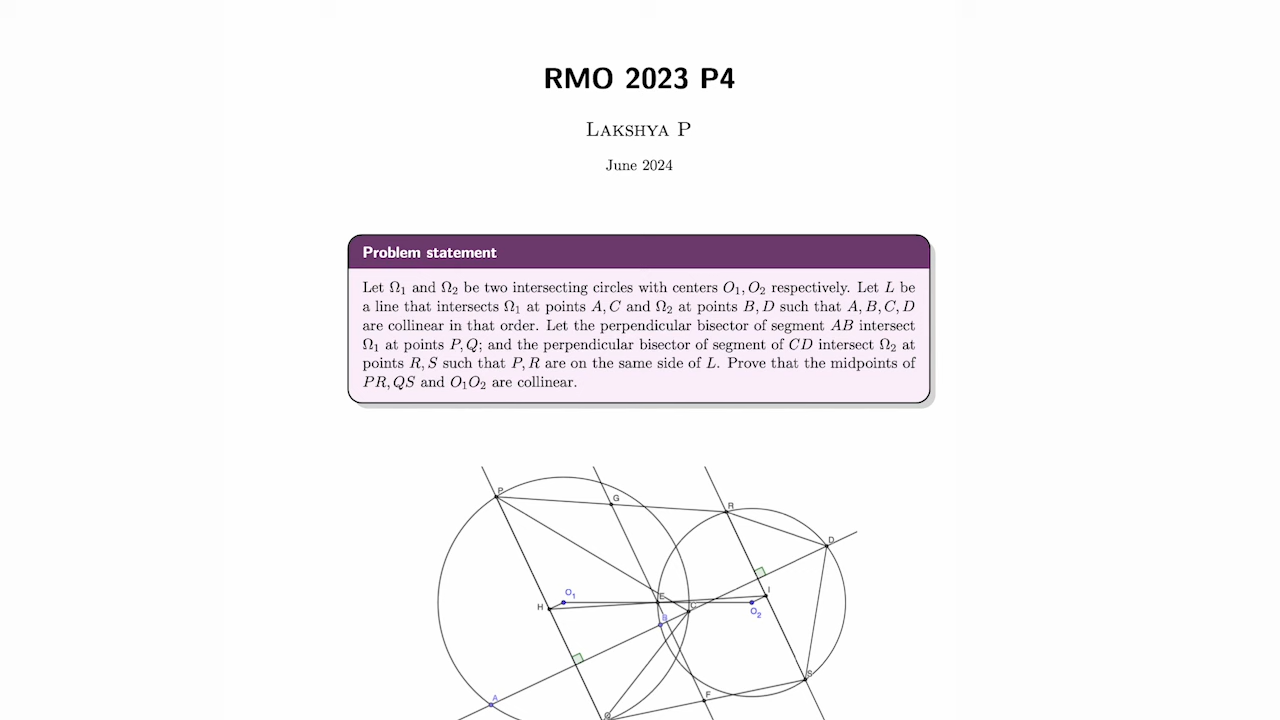 RMO 2023 P4
Lakshya P
June 2024
Problem statement
Let Ω₁ and Ω₂ be two intersecting circles with centers O₁, O₂ respectively. Let L be
a line that intersects Ω₁ at points A, C and Ω₂ at points B, D such that A, B, C, D
are collinear in that order. Let the perpendicular bisector of segment AB intersect
Ω₁ at points P, Q; and the perpendicular bisector of segment of CD intersect Ω₂ at
points R, S such that P, R are on the same side of L. Prove that the midpoints of
PR, QS and O₁O₂ are collinear.
P
G
R
D
O₁
E
I
H
C
O₂
B
S
A
F
Q